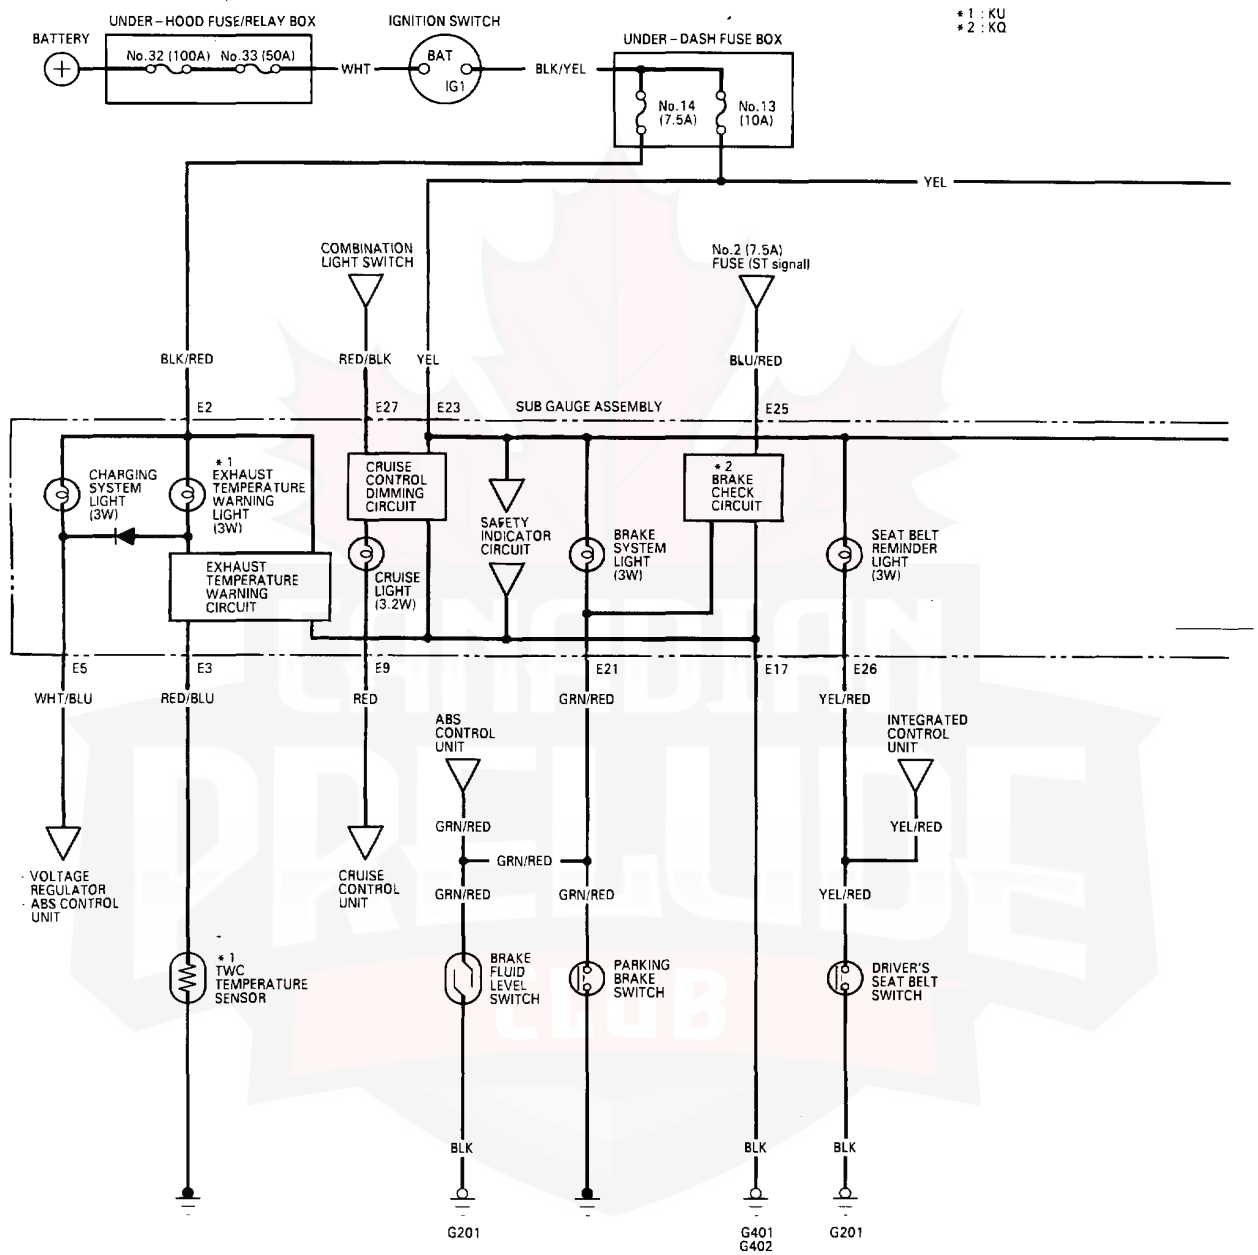 * 1 : KU
* 2 : KQ
UNDER-HOOD FUSE/RELAY BOX
IGNITION SWITCH
BATTERY
UNDER-DASH FUSE BOX
No.32 (100A) No.33 (50A)
BAT
WHT
BLK/YEL
IG1
No.14
(7.5A)
No.13
(10A)
YEL
COMBINATION
LIGHT SWITCH
No.2 (7.5A)
FUSE (ST signal)
BLK/RED
RED/BLK
YEL
BLU/RED
E2
E27
E23
SUB GAUGE ASSEMBLY
E25
CHARGING
SYSTEM
LIGHT
(3W)
* 1
EXHAUST
TEMPERATURE
WARNING
LIGHT
(3W)
CRUISE
CONTROL
DIMMING
CIRCUIT
* 2
BRAKE
CHECK
CIRCUIT
SAFETY
INDICATOR
CIRCUIT
BRAKE
SYSTEM
LIGHT
(3W)
SEAT BELT
REMINDER
LIGHT
(3W)
EXHAUST
TEMPERATURE
WARNING
CIRCUIT
CRUISE
LIGHT
(3.2W)
CANADIAN
E5
E3
E9
E21
E17
E26
WHT/BLU
RED/BLU
RED
GRN/RED
YEL/RED
ABS
CONTROL
UNIT
INTEGRATED
CONTROL
UNIT
PRELUDE
GRN/RED
YEL/RED
GRN/RED
GRN/RED
GRN/RED
YEL/RED
· VOLTAGE
REGULATOR
· ABS CONTROL
UNIT
CRUISE
CONTROL
UNIT
* 1
TWC
TEMPERATURE
SENSOR
BRAKE
FLUID
LEVEL
SWITCH
PARKING
BRAKE
SWITCH
DRIVER'S
SEAT BELT
SWITCH
CLUB
BLK
BLK
BLK
G201
G401
G402
G201